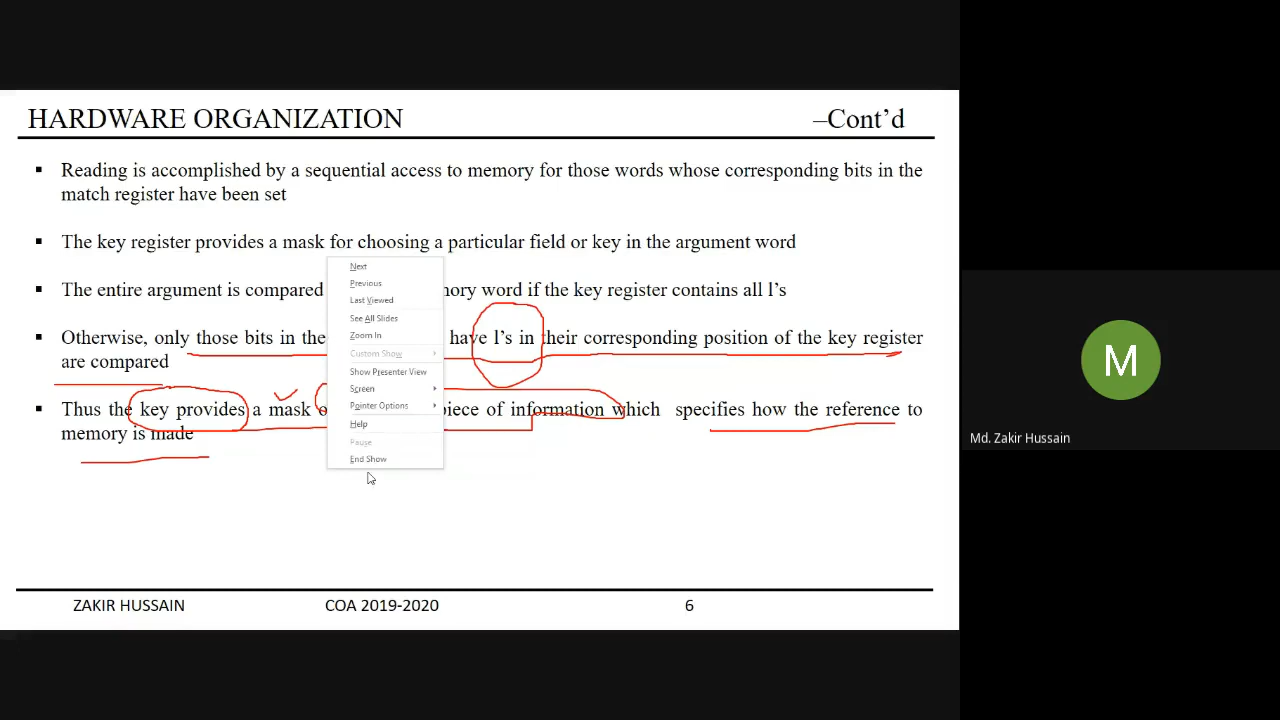 HARDWARE ORGANIZATION –Cont’d
▪ Reading is accomplished by a sequential access to memory for those words whose corresponding bits in the
match register have been set
▪ The key register provides a mask for choosing a particular field or key in the argument word
▪ The entire argument is compared word if the key register contains all 1’s
▪ Otherwise, only those bits in the have 1’s in their corresponding position of the key register
are compared
▪ Thus the key provides a mask piece of information which specifies how the reference to
memory is made
Next
Previous
Last Viewed
See All Slides
Zoom In
Custom Show
Show Presenter View
Screen
Pointer Options
Help
Pause
End Show
ZAKIR HUSSAIN COA 2019-2020 6
M
Md. Zakir Hussain